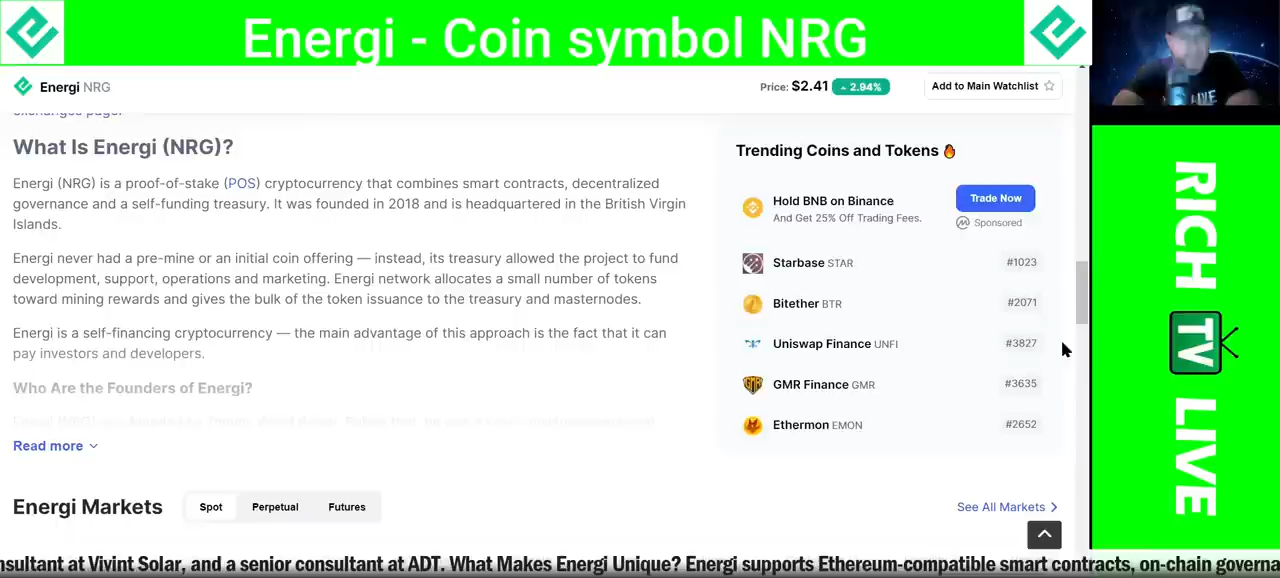 Energi - Coin symbol NRG
Energi NRG
Price: $2.41 2.94%
Add to Main Watchlist
exchanges page.
What Is Energi (NRG)?
Energi (NRG) is a proof-of-stake (POS) cryptocurrency that combines smart contracts, decentralized
governance and a self-funding treasury. It was founded in 2018 and is headquartered in the British Virgin
Islands.
Energi never had a pre-mine or an initial coin offering — instead, its treasury allowed the project to fund
development, support, operations and marketing. Energi network allocates a small number of tokens
toward mining rewards and gives the bulk of the token issuance to the treasury and masternodes.
Energi is a self-financing cryptocurrency — the main advantage of this approach is the fact that it can
pay investors and developers.
Who Are the Founders of Energi?
Read more
Trending Coins and Tokens
Hold BNB on Binance
And Get 25% Off Trading Fees.
Trade Now
Sponsored
Starbase STAR #1023
Bitether BTR #2071
Uniswap Finance UNFI #3827
GMR Finance GMR #3635
Ethermon EMON #2652
Energi Markets
Spot Perpetual Futures
See All Markets
LIVE
RICH TV LIVE
nsultant at Vivint Solar, and a senior consultant at ADT. What Makes Energi Unique? Energi supports Ethereum-compatible smart contracts, on-chain governa